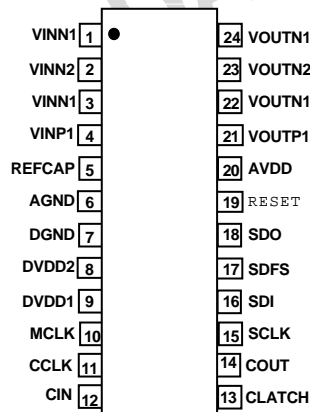 VINN1 1 24 VOUTN1
VINN2 2 23 VOUTN2
VINN1 3 22 VOUTN1
VINP1 4 21 VOUTP1
REFCAP 5 20 AVDD
AGND 6 19 RESET
DGND 7 18 SDO
DVDD2 8 17 SDFS
DVDD1 9 16 SDI
MCLK 10 15 SCLK
CCLK 11 14 COUT
CIN 12 13 CLATCH